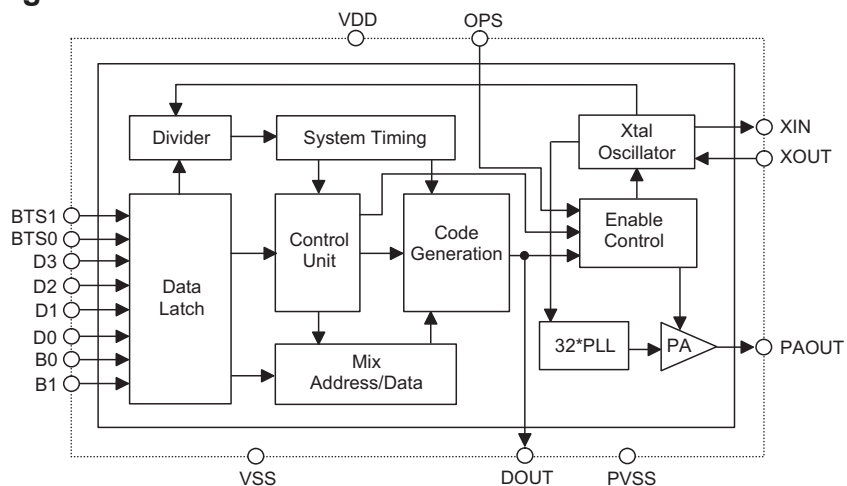 g
VDD
OPS
Divider
System Timing
Xtal
Oscillator
XIN
XOUT
BTS1
BTS0
D3
D2
D1
D0
B0
B1
Data
Latch
Control
Unit
Code
Generation
Enable
Control
Mix
Address/Data
32*PLL
PA
PAOUT
VSS
DOUT
PVSS